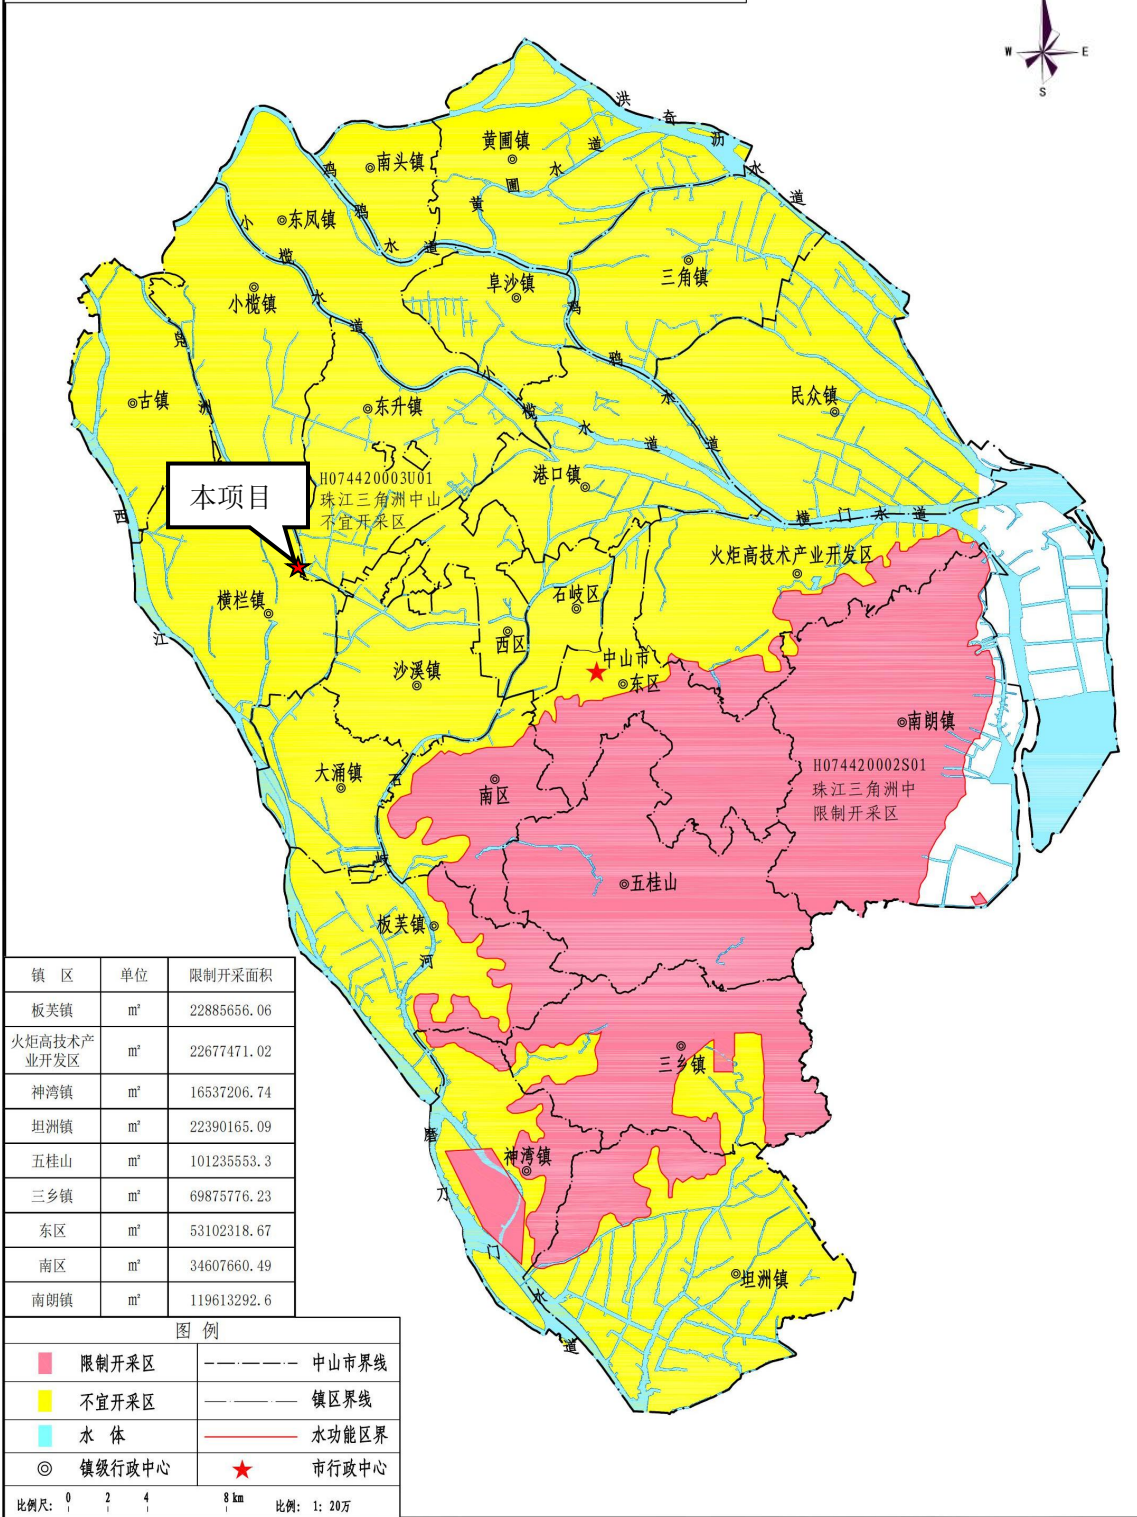 W E
S
洪奇沥水道
黄圃镇
南头镇
黄圃水道
鸡鸦水道
东凤镇
小榄水道
三角镇
阜沙镇
小榄镇
鸡鸦水道
凫洲
古镇
东升镇
小榄水道
民众镇
港口镇
H074420003U01
珠江三角洲中山
不宜开采区
本项目
西江
横门水道
火炬高技术产业开发区
横栏镇
石岐区
西区
中山市
东区
沙溪镇
南朗镇
大涌镇
石岐河
南区
H074420002S01
珠江三角洲中
限制开采区
五桂山
板芙镇
三乡镇
磨刀门水道
神湾镇
坦洲镇
镇 区 单位 限制开采面积
板芙镇 m² 22885656.06
火炬高技术产
业开发区 m² 22677471.02
神湾镇 m² 16537206.74
坦洲镇 m² 22390165.09
五桂山 m² 101235553.3
三乡镇 m² 69875776.23
东区 m² 53102318.67
南区 m² 34607660.49
南朗镇 m² 119613292.6
图 例
限制开采区 中山市界线
不宜开采区 镇区界线
水 体 水功能区界
镇级行政中心 市行政中心
比例尺: 0 2 4 8 km 比例: 1: 20万